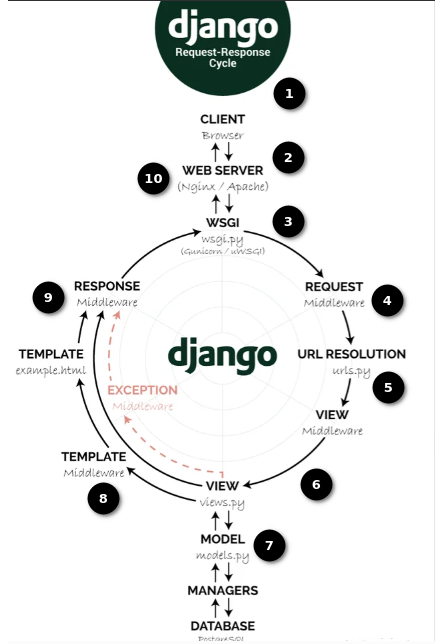 django
Request-Response
Cycle
1
CLIENT
Browser
2
WEB SERVER
(Nginx / Apache)
10
WSGI
wsgi.py
(Gunicorn / uWSGI)
3
RESPONSE
Middleware
9
REQUEST
Middleware
4
TEMPLATE
example.html
django
URL RESOLUTION
urls.py
5
EXCEPTION
Middleware
VIEW
Middleware
TEMPLATE
Middleware
8
6
VIEW
views.py
MODEL
models.py
7
MANAGERS
DATABASE
PostgreSQL